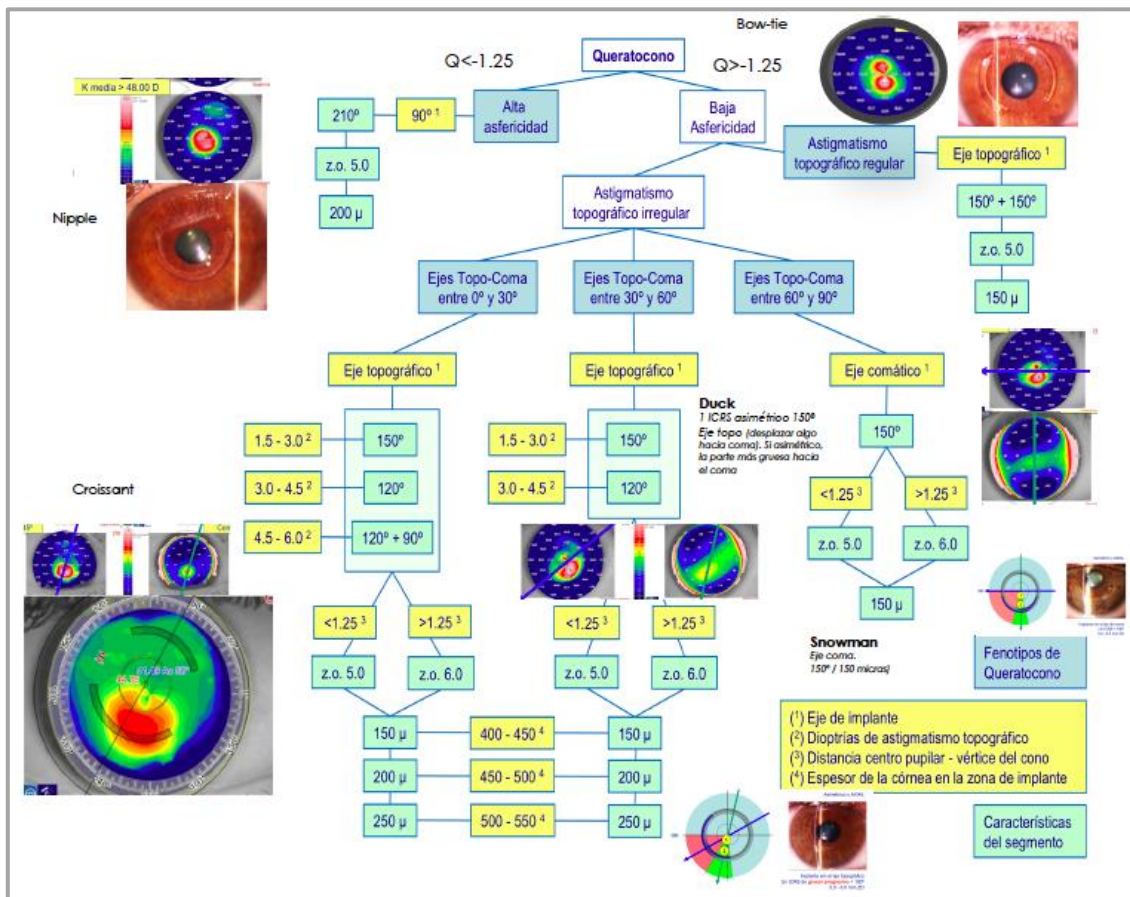 Bow-tie
Queratocono
Q<-1.25
Q>-1.25
K media > 48.00 D
210º
90º ¹
Alta
asfericidad
Baja
Asfericidad
z.o. 5.0
200 µ
Nipple
Astigmatismo
topográfico regular
Eje topográfico ¹
150º + 150º
z.o. 5.0
150 µ
Astigmatismo
topográfico irregular
Ejes Topo-Coma
entre 0º y 30º
Ejes Topo-Coma
entre 30º y 60º
Ejes Topo-Coma
entre 60º y 90º
Eje topográfico ¹
Eje topográfico ¹
Eje comático ¹
1.5 - 3.0 ²
150º
3.0 - 4.5 ²
120º
4.5 - 6.0 ²
120º + 90º
1.5 - 3.0 ²
150º
3.0 - 4.5 ²
120º
Duck
1 ICRS asimétrico 150º
Eje topo (desplazar algo
hacia coma). Si asimétrico,
la parte más gruesa hacia
el coma
150º
<1.25 ³
>1.25 ³
z.o. 5.0
z.o. 6.0
150 µ
Croissant
<1.25 ³
>1.25 ³
z.o. 5.0
z.o. 6.0
<1.25 ³
>1.25 ³
z.o. 5.0
z.o. 6.0
Snowman
Eje coma.
150º / 150 micras)
Fenotipos de
Queratocono
150 µ
400 - 450 ⁴
150 µ
200 µ
450 - 500 ⁴
200 µ
250 µ
500 - 550 ⁴
250 µ
(¹) Eje de implante
(²) Dioptrías de astigmatismo topográfico
(³) Distancia centro pupilar - vértice del cono
(⁴) Espesor de la córnea en la zona de implante
Características
del segmento